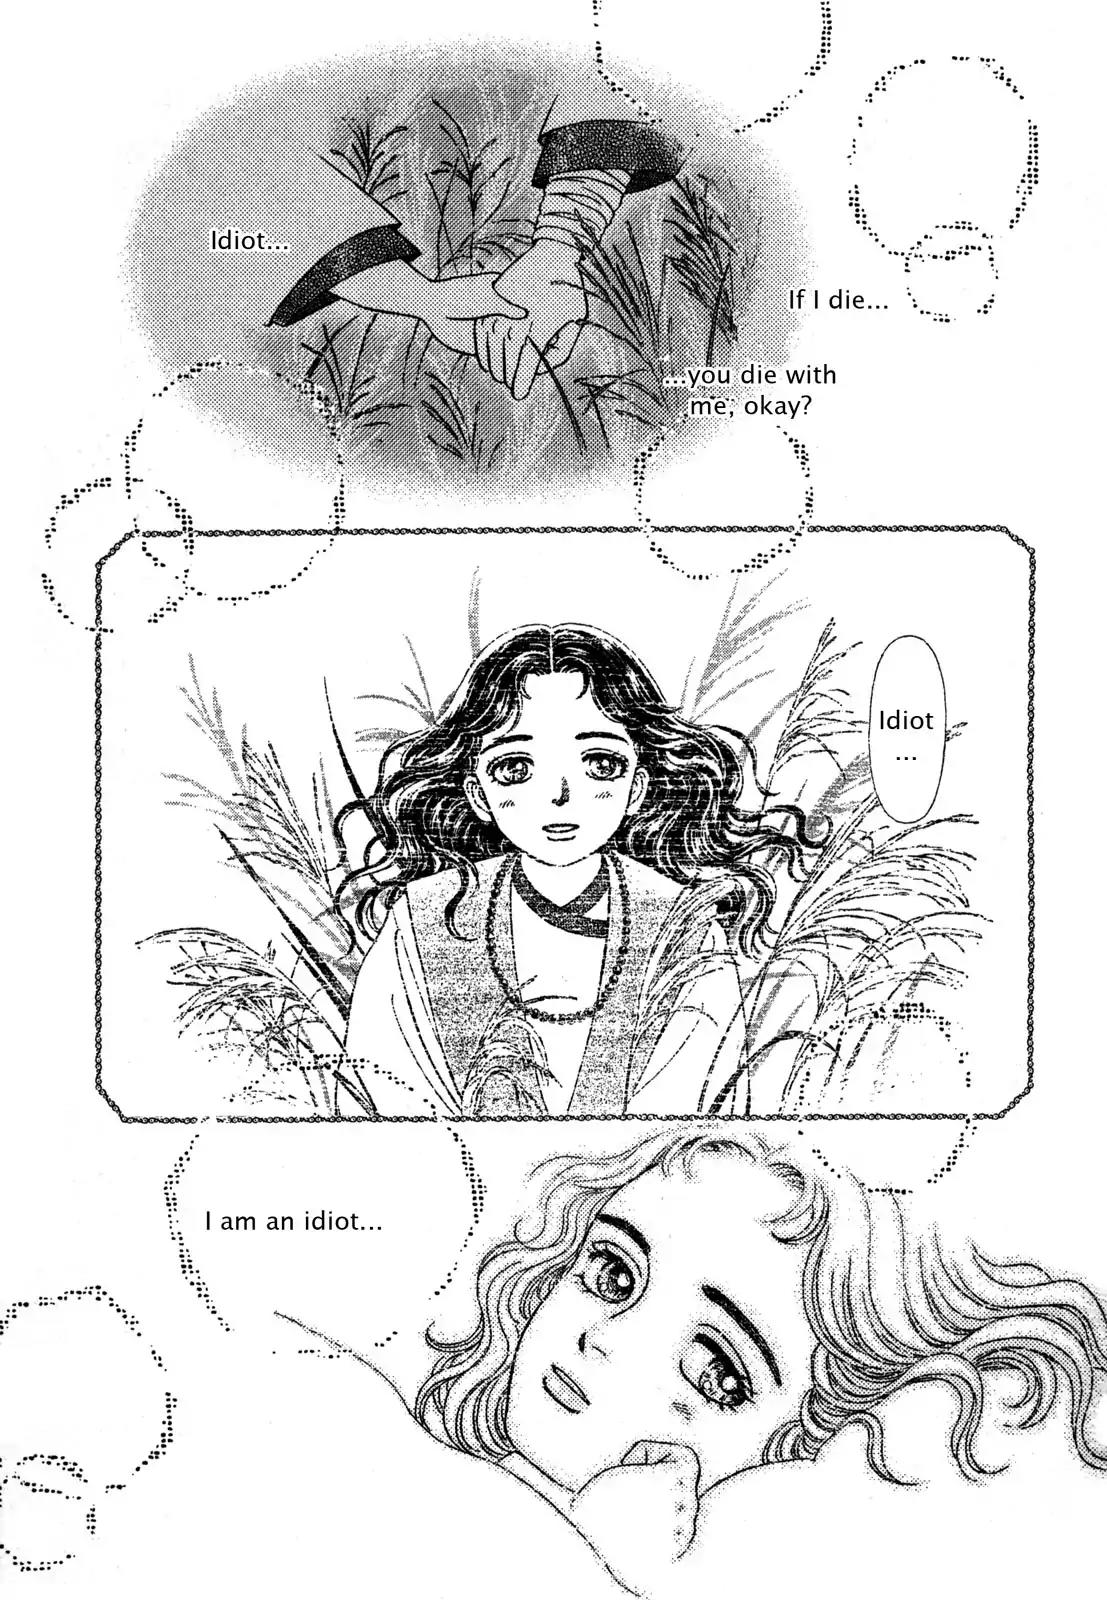 If I die...
...you die with
me, okay?
Idiot...
Idiot
...
I am an idiot...